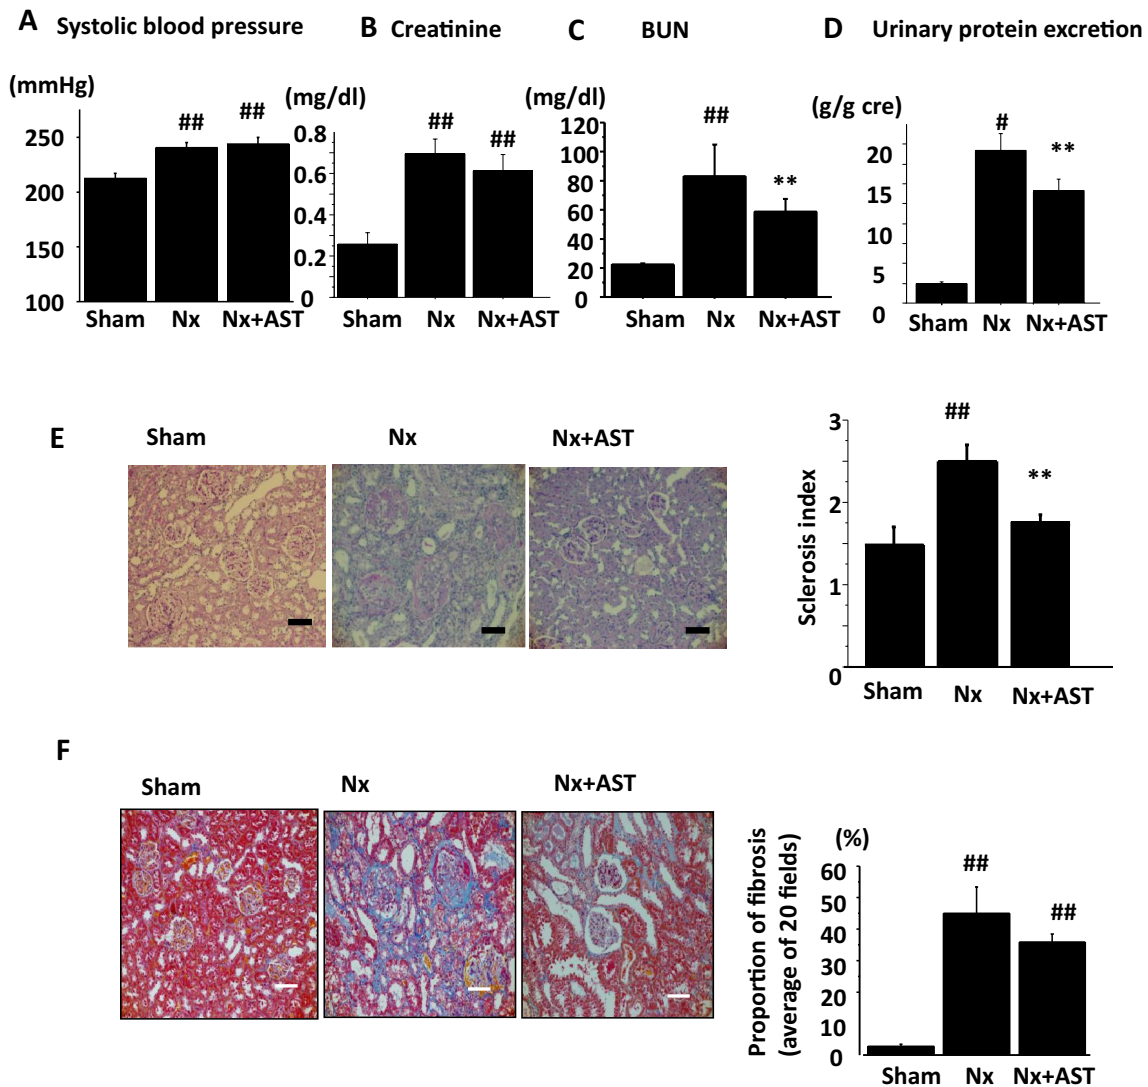 A Systolic blood pressure
(mmHg)
##
##
250
200
150
100
Sham Nx Nx+AST
B Creatinine
(mg/dl)
##
##
0.8
0.6
0.4
0.2
0
Sham Nx Nx+AST
C BUN
(mg/dl)
##
**
120
100
80
60
40
20
0
Sham Nx Nx+AST
D Urinary protein excretion
(g/g cre)
#
**
20
15
10
5
0
Sham Nx Nx+AST
E
Sham Nx Nx+AST
Sclerosis index
##
**
3
2
1
0
Sham Nx Nx+AST
F
Sham Nx Nx+AST
Proportion of fibrosis
(average of 20 fields)
(%)
##
##
60
50
40
30
20
10
0
Sham Nx Nx+AST